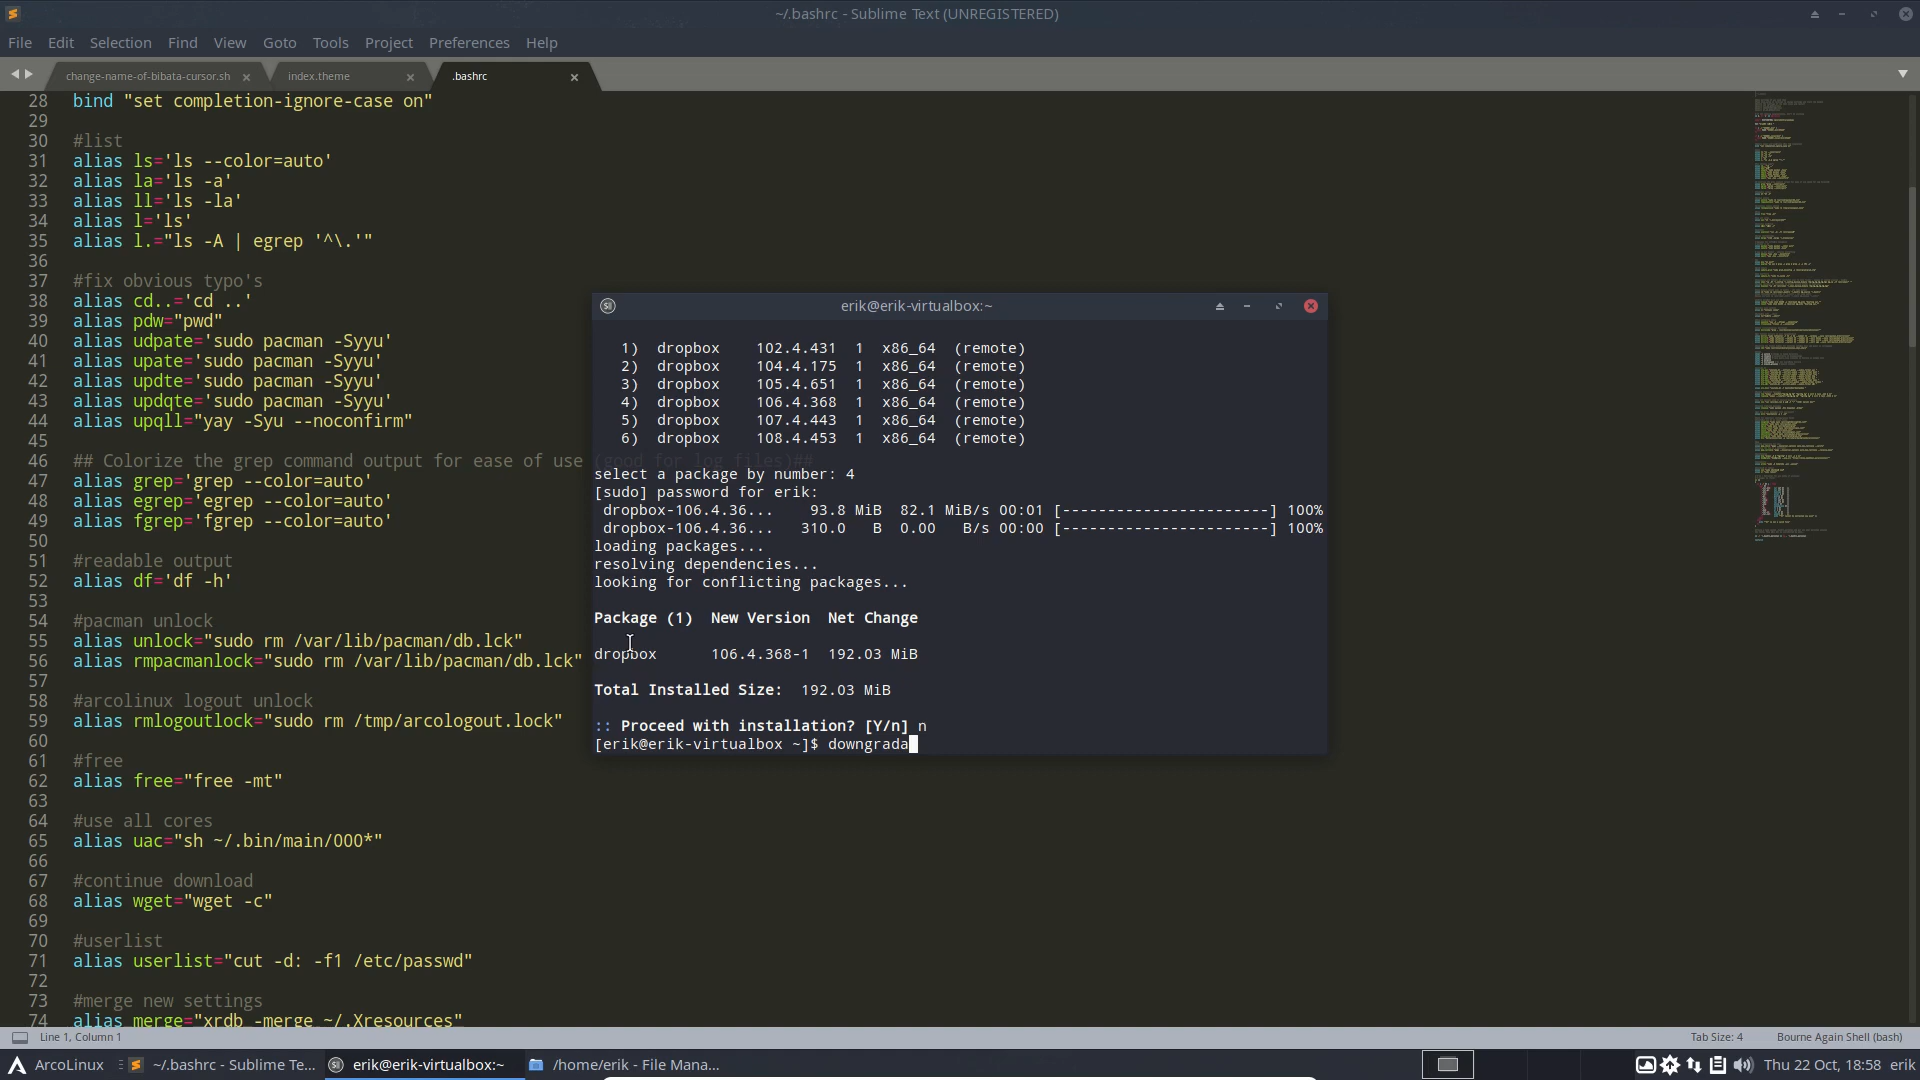 ~/.bashrc - Sublime Text (UNREGISTERED)
File Edit Selection Find View Goto Tools Project Preferences Help
change-name-of-bibata-cursor.sh index.theme .bashrc
28 bind "set completion-ignore-case on"
29
30 #list
31 alias ls='ls --color=auto'
32 alias la='ls -a'
33 alias ll='ls -la'
34 alias l='ls'
35 alias l.="ls -A | egrep '^\.'"
36
37 #fix obvious typo's
38 alias cd..='cd ..'
39 alias pdw="pwd"
40 alias udpate='sudo pacman -Syyu'
41 alias upate='sudo pacman -Syyu'
42 alias updte='sudo pacman -Syyu'
43 alias updqte='sudo pacman -Syyu'
44 alias upqll="yay -Syu --noconfirm"
45
46 ## Colorize the grep command output for ease of use (good for log files)##
47 alias grep='grep --color=auto'
48 alias egrep='egrep --color=auto'
49 alias fgrep='fgrep --color=auto'
50
51 #readable output
52 alias df='df -h'
53
54 #pacman unlock
55 alias unlock="sudo rm /var/lib/pacman/db.lck"
56 alias rmpacmanlock="sudo rm /var/lib/pacman/db.lck"
57
58 #arcolinux logout unlock
59 alias rmlogoutlock="sudo rm /tmp/arcologout.lock"
60
61 #free
62 alias free="free -mt"
63
64 #use all cores
65 alias uac="sh ~/.bin/main/000*"
66
67 #continue download
68 alias wget="wget -c"
69
70 #userlist
71 alias userlist="cut -d: -f1 /etc/passwd"
72
73 #merge new settings
74 alias merge="xrdb -merge ~/.Xresources"
erik@erik-virtualbox:~
1) dropbox 102.4.431 1 x86_64 (remote)
2) dropbox 104.4.175 1 x86_64 (remote)
3) dropbox 105.4.651 1 x86_64 (remote)
4) dropbox 106.4.368 1 x86_64 (remote)
5) dropbox 107.4.443 1 x86_64 (remote)
6) dropbox 108.4.453 1 x86_64 (remote)
select a package by number: 4
[sudo] password for erik:
dropbox-106.4.36... 93.8 MiB 82.1 MiB/s 00:01 [-----------------------] 100%
dropbox-106.4.36... 310.0 B 0.00 B/s 00:00 [-----------------------] 100%
loading packages...
resolving dependencies...
looking for conflicting packages...
Package (1) New Version Net Change
dropbox 106.4.368-1 192.03 MiB
Total Installed Size: 192.03 MiB
:: Proceed with installation? [Y/n] n
[erik@erik-virtualbox ~]$ downgrada
Line 1, Column 1 Tab Size: 4 Bourne Again Shell (bash)
ArcoLinux ~/.bashrc - Sublime Te... erik@erik-virtualbox:~ /home/erik - File Mana... Thu 22 Oct, 18:58 erik